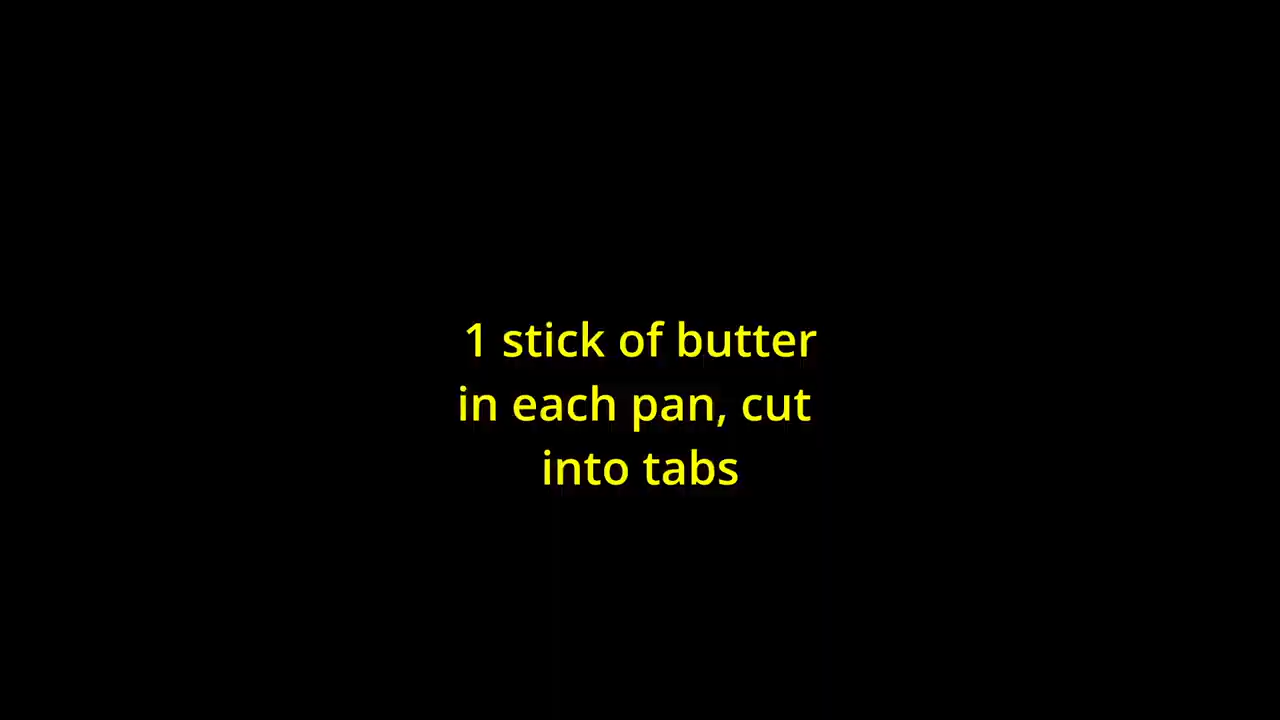 1 stick of butter
in each pan, cut
into tabs